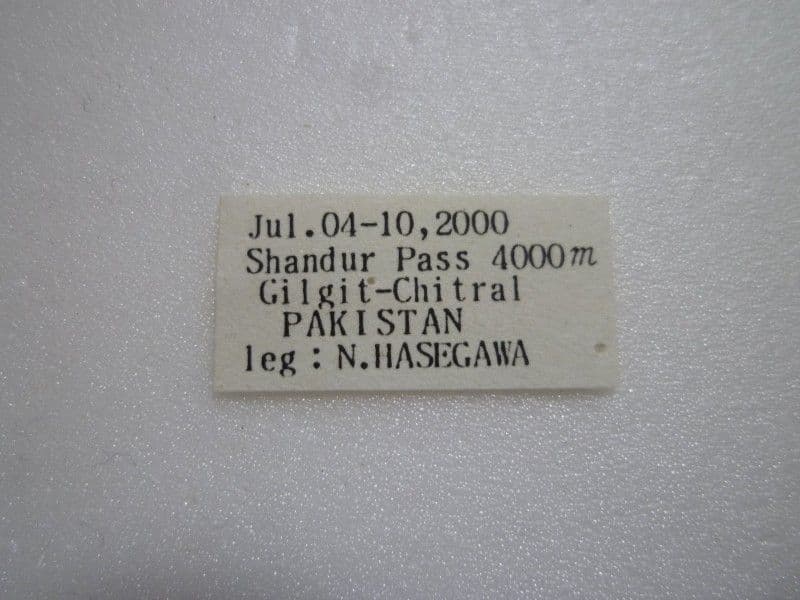 Jul.04-10,2000
Shandur Pass 4000m
Gilgit-Chitral
PAKISTAN
leg : N.HASEGAWA